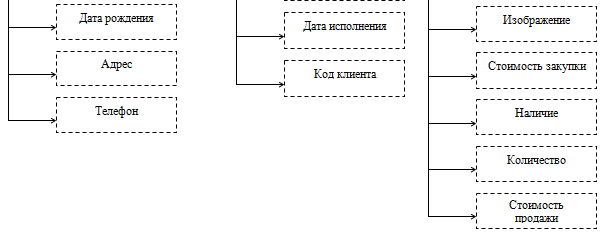 Дата рождения
Адрес
Телефон
Дата исполнения
Код клиента
Изображение
Стоимость закупки
Наличие
Количество
Стоимость
продажи